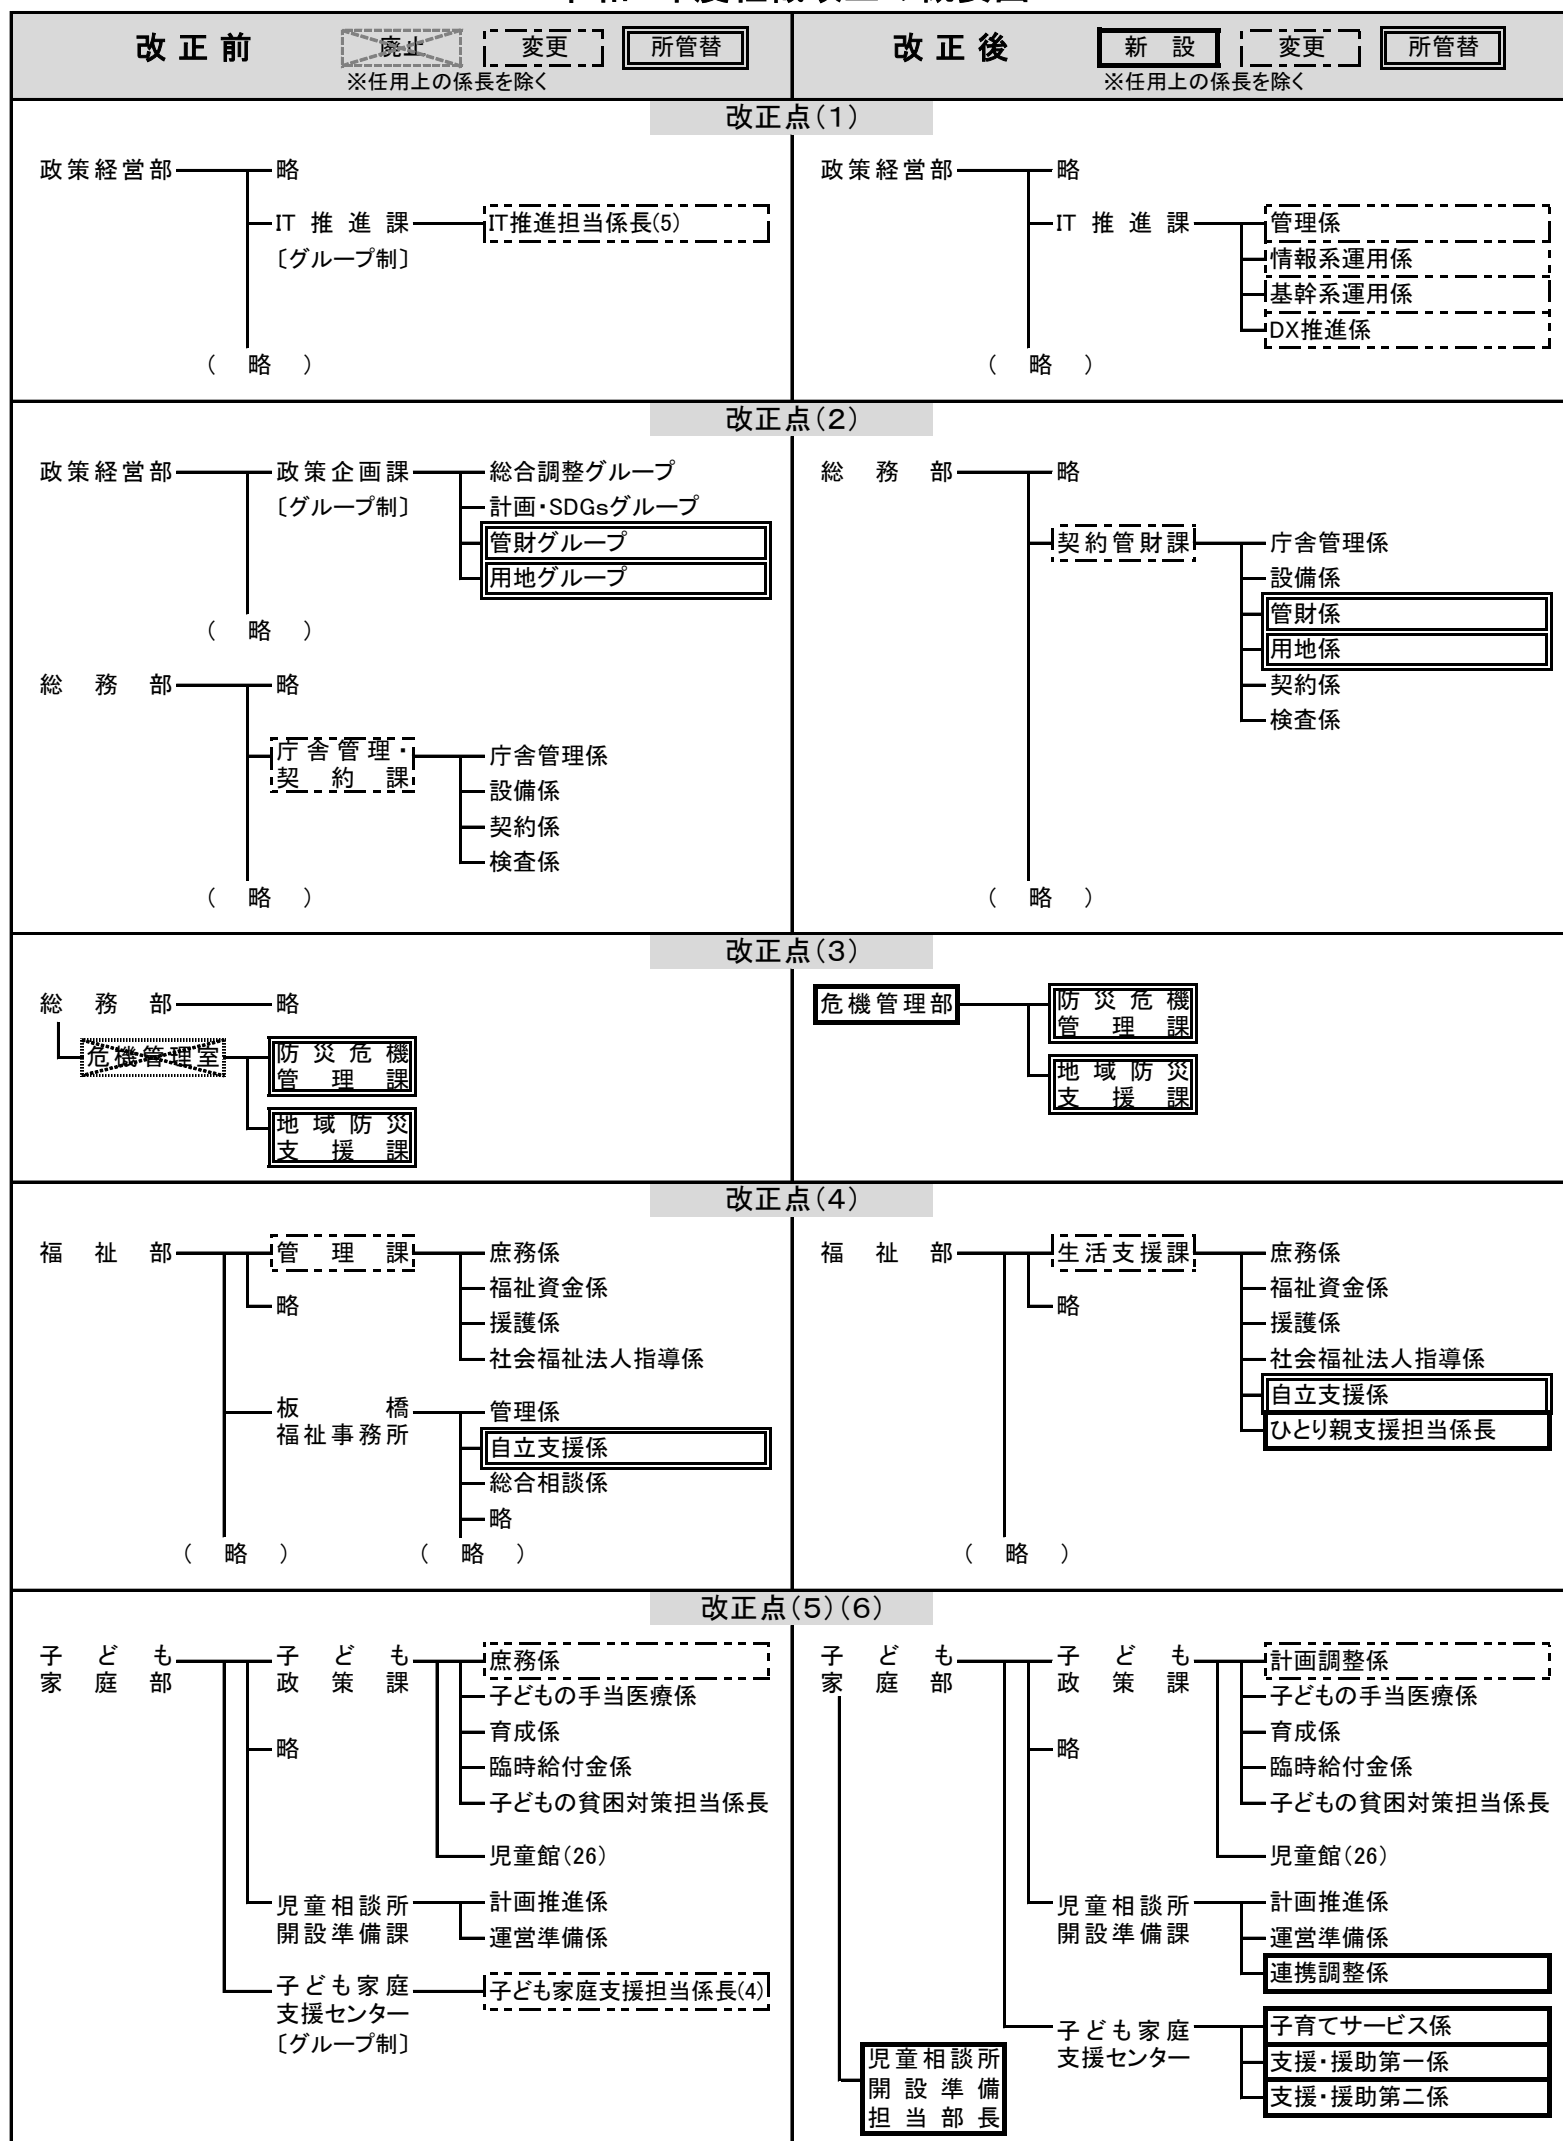 改正前 廃止 変更 所管替
※任用上の係長を除く
改正後 新設 変更 所管替
※任用上の係長を除く
改正点(1)
政策経営部 略
IT推進課 IT推進担当係長(5)
〔グループ制〕
(略)
政策経営部 略
IT推進課 管理係
情報系運用係
基幹系運用係
DX推進係
(略)
改正点(2)
政策経営部 政策企画課 総合調整グループ
〔グループ制〕 計画・SDGsグループ
管財グループ
用地グループ
(略)
総務部 略
庁舎管理・
契約課
庁舎管理係
設備係
契約係
検査係
(略)
総務部 略
契約管財課 庁舎管理係
設備係
管財係
用地係
契約係
検査係
(略)
改正点(3)
総務部 略
危機管理室 防災危機
管理課
地域防災
支援課
危機管理部 防災危機
管理課
地域防災
支援課
改正点(4)
福祉部 管理課 庶務係
福祉資金係
略
援護係
社会福祉法人指導係
板橋
福祉事務所
管理係
自立支援係
総合相談係
略
(略) (略)
福祉部 生活支援課 庶務係
福祉資金係
略
援護係
社会福祉法人指導係
自立支援係
ひとり親支援担当係長
(略)
改正点(5)(6)
子ども
家庭部
子ども
政策課
庶務係
子どもの手当医療係
育成係
略
臨時給付金係
子どもの貧困対策担当係長
児童館(26)
児童相談所
開設準備課
計画推進係
運営準備係
子ども家庭
支援センター
〔グループ制〕
子ども家庭支援担当係長(4)
子ども
家庭部
子ども
政策課
計画調整係
子どもの手当医療係
育成係
略
臨時給付金係
子どもの貧困対策担当係長
児童館(26)
児童相談所
開設準備課
計画推進係
運営準備係
連携調整係
子ども家庭
支援センター
子育てサービス係
支援・援助第一係
支援・援助第二係
児童相談所
開設準備
担当部長